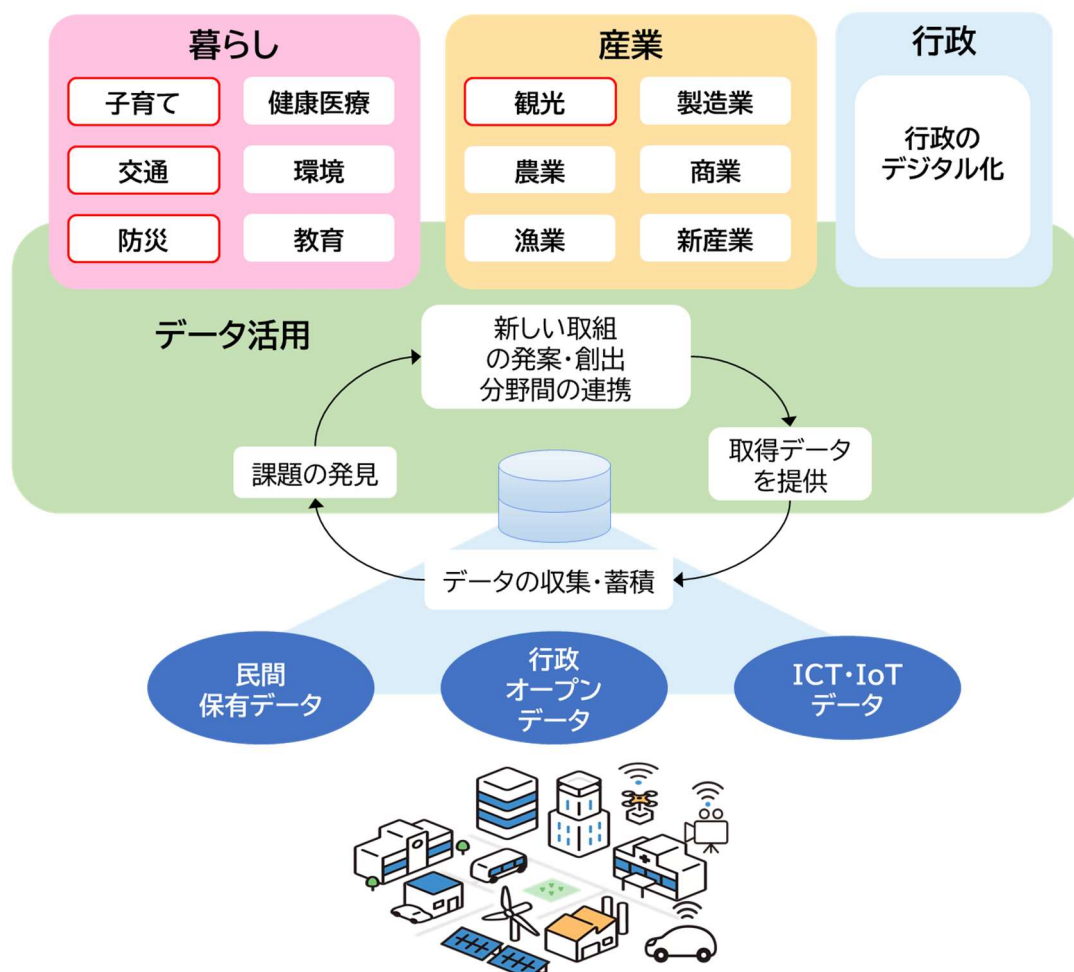 暮らし
子育て
健康医療
交通
環境
防災
教育
産業
観光
製造業
農業
商業
漁業
新産業
行政
行政の
デジタル化
データ活用
新しい取組
の発案・創出
分野間の連携
取得データ
を提供
課題の発見
データの収集・蓄積
民間
保有データ
行政
オープン
データ
ICT・IoT
データ